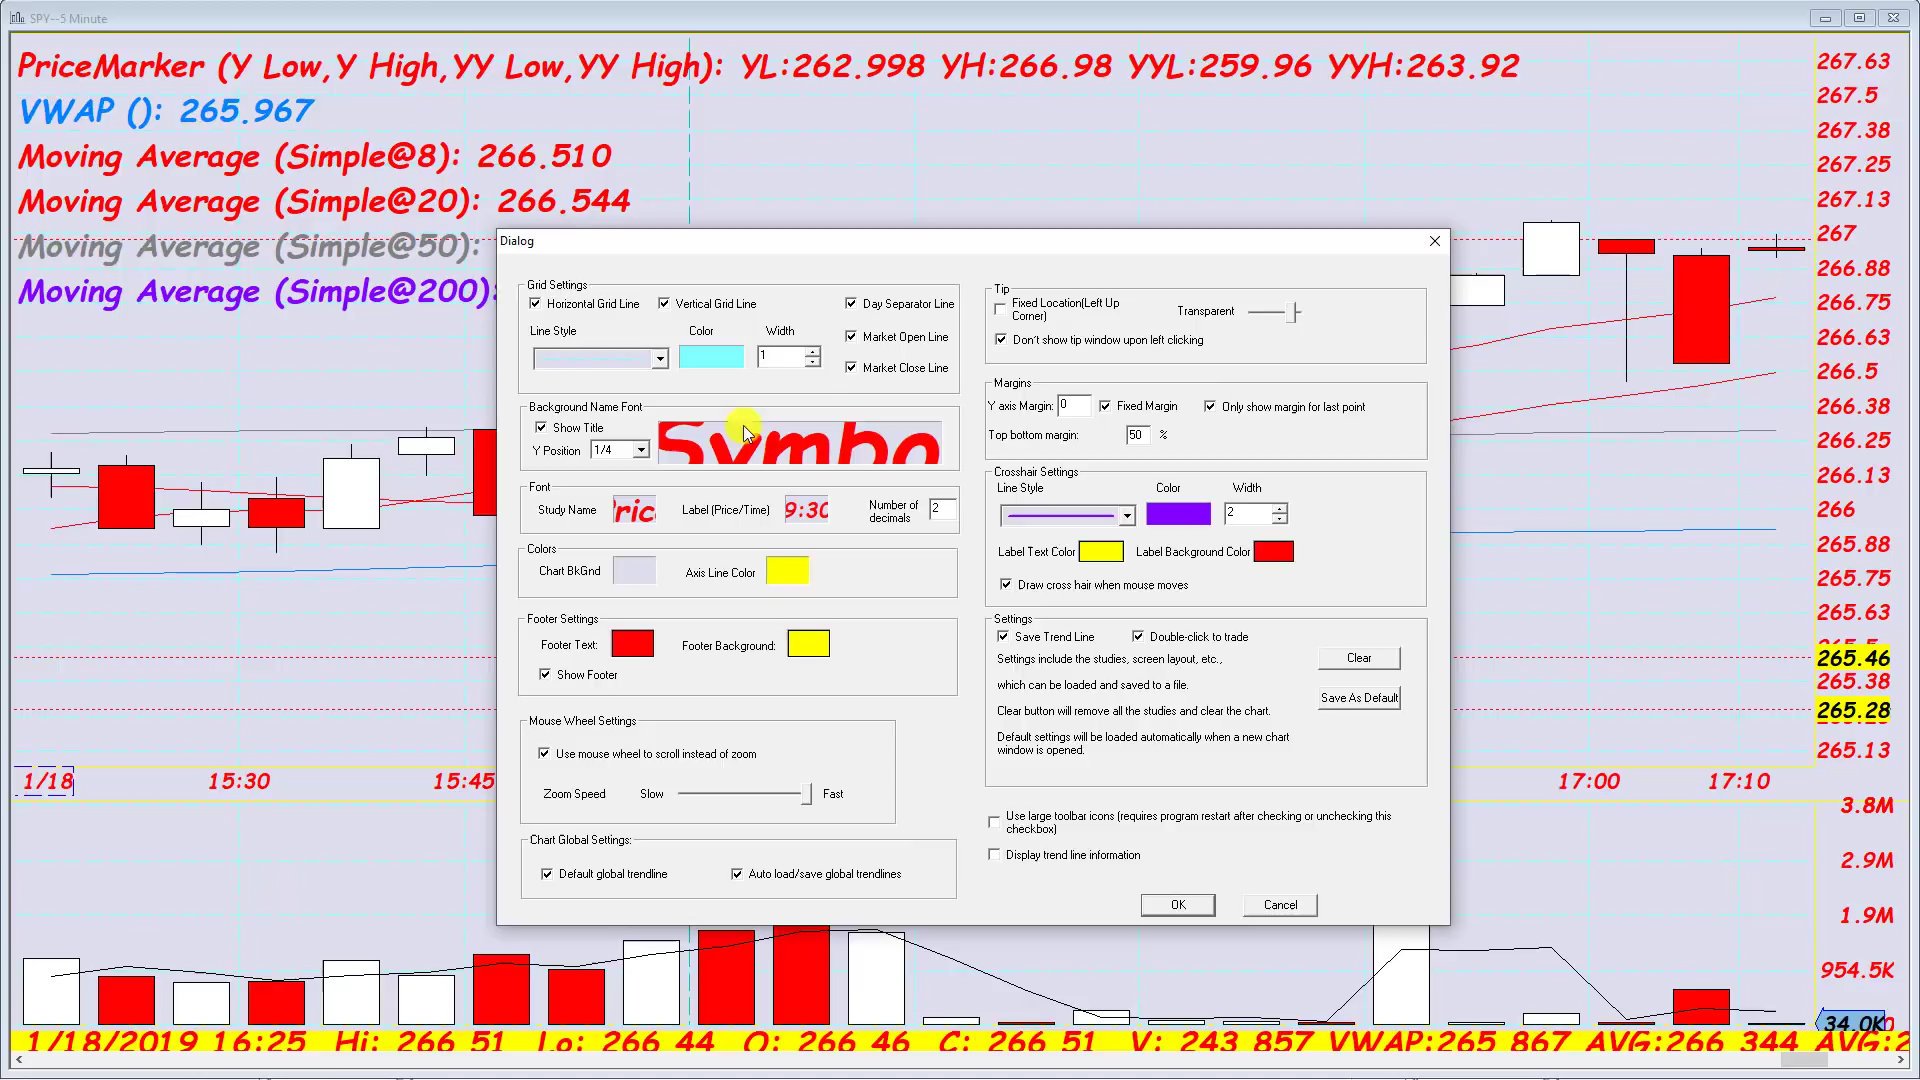 SPY--5 Minute
PriceMarker (Y Low,Y High,YY Low,YY High): YL:262.998 YH:266.98 YYL:259.96 YYH:263.92
VWAP (): 265.967
Moving Average (Simple@8): 266.510
Moving Average (Simple@20): 266.544
Moving Average (Simple@50):
Moving Average (Simple@200):
267.63
267.5
267.38
267.25
267.13
267
266.88
266.75
266.63
266.5
266.38
266.25
266.13
266
265.88
265.75
265.63
265.46
265.38
265.28
265.13
Dialog
Grid Settings
Horizontal Grid Line
Vertical Grid Line
Day Separator Line
Line Style
Color
Width
1
Market Open Line
Market Close Line
Background Name Font
Show Title
Y Position
1/4
Symbo
Font
Study Name
Pric
Label (Price/Time)
9:30
Number of
decimals
2
Colors
Chart BkGnd
Axis Line Color
Footer Settings
Footer Text:
Footer Background:
Show Footer
Mouse Wheel Settings
Use mouse wheel to scroll instead of zoom
Zoom Speed
Slow
Fast
Chart Global Settings:
Default global trendline
Auto load/save global trendlines
Tip
Fixed Location(Left Up
Corner)
Transparent
Don't show tip window upon left clicking
Margins
Y axis Margin:
0
Fixed Margin
Only show margin for last point
Top bottom margin:
50
%
Crosshair Settings
Line Style
Color
Width
2
Label Text Color
Label Background Color
Draw cross hair when mouse moves
Settings
Save Trend Line
Double-click to trade
Settings include the studies, screen layout, etc.,
which can be loaded and saved to a file.
Clear button will remove all the studies and clear the chart.
Default settings will be loaded automatically when a new chart
window is opened.
Clear
Save As Default
Use large toolbar icons (requires program restart after checking or unchecking this
checkbox)
Display trend line information
OK
Cancel
1/18
15:30
15:45
17:00
17:10
3.8M
2.9M
1.9M
954.5K
34.0K
1/18/2019 16:25 Hi: 266 51 Lo: 266 44 O: 266 46 C: 266 51 V: 243 857 VWAP:265 867 AVG:266 344 AVG:2